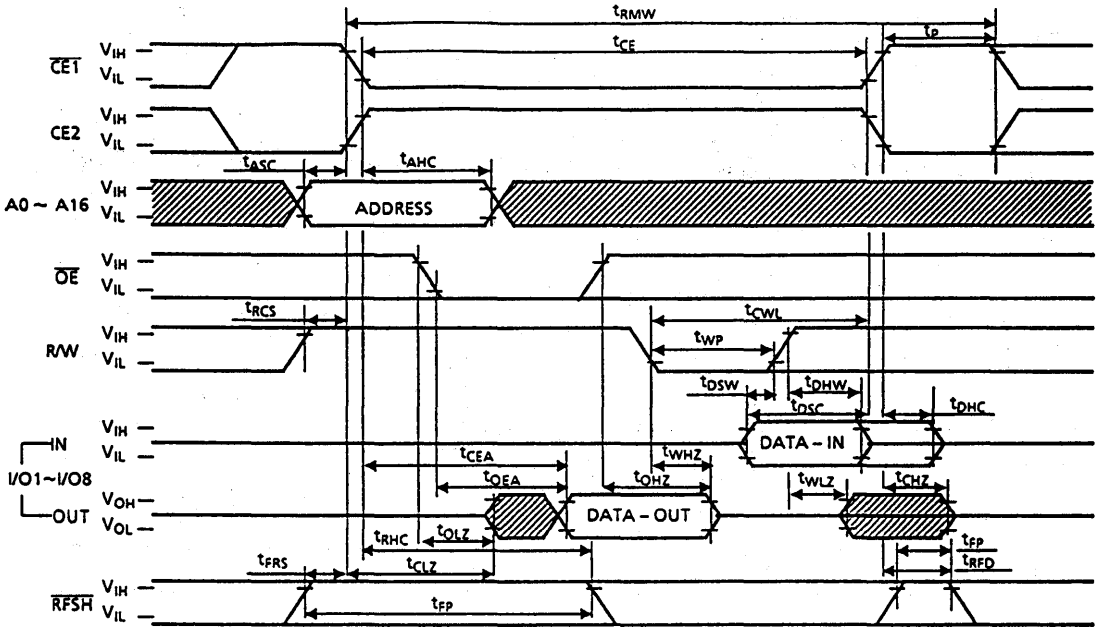 tRMW
tCE
tP
CE1 VIH
VIL
CE2 VIH
VIL
tASC tAHC
A0 ~ A16 VIH
VIL
ADDRESS
OE VIH
VIL
tRCS tCWL
R/W VIH
VIL
tWP
tDSW tDHW
tDSC tDHC
IN VIH
VIL
DATA – IN
I/O1~I/O8
tCEA tWHZ
tOEA tOHZ tWLZ tCHZ
OUT VOH
VOL
DATA – OUT
tOLZ
tRHC tFP
tFRS tCLZ tRFD
RFSH VIH
VIL
tFP